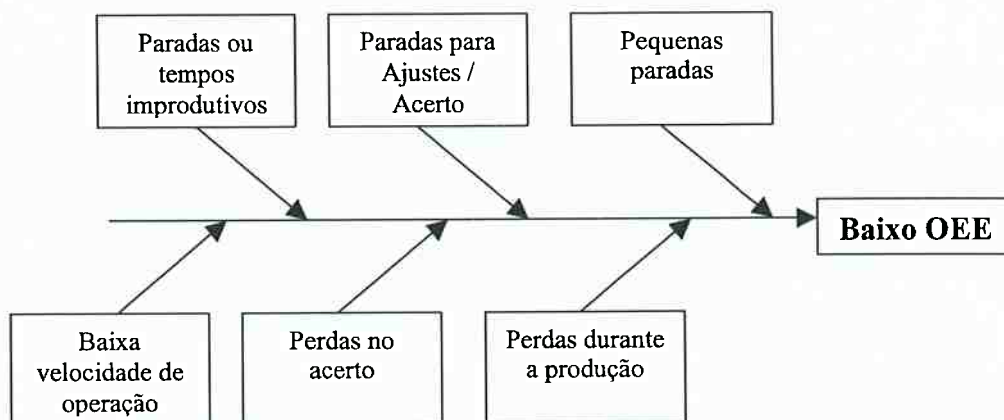 Paradas ou
tempos
improdutivos
Paradas para
Ajustes /
Acerto
Pequenas
paradas
Baixo OEE
Baixa
velocidade de
operação
Perdas no
acerto
Perdas durante
a produção